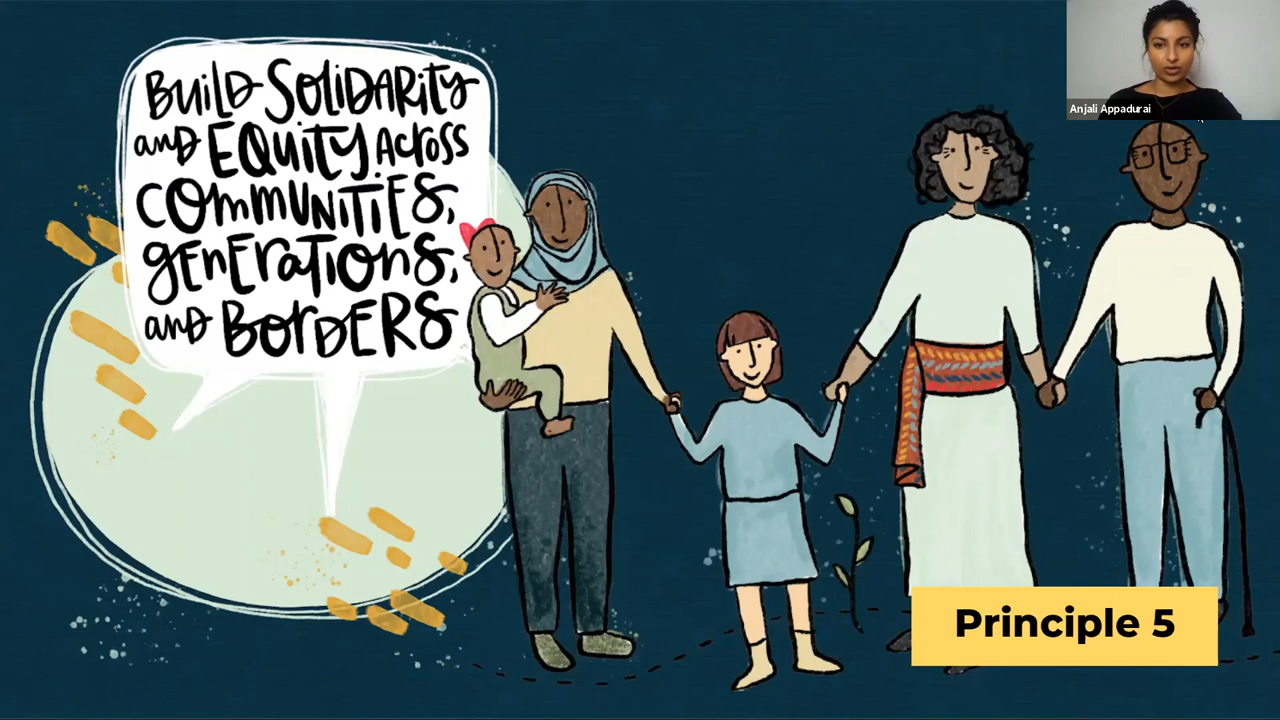 BuiLD SOLiDARity
and EQuiTY ACROSS
COmmUNiTiES,
gEnErations,
and BorDERS
Anjali Appadurai
Principle 5